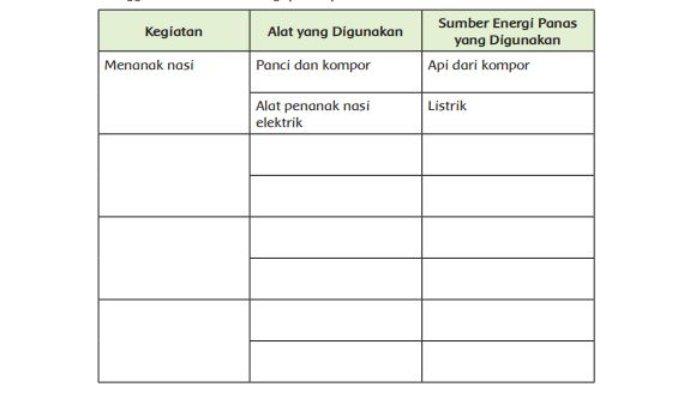 Kegiatan
Alat yang Digunakan
Sumber Energi Panas
yang Digunakan
Menanak nasi
Panci dan kompor
Api dari kompor
Alat penanak nasi
elektrik
Listrik